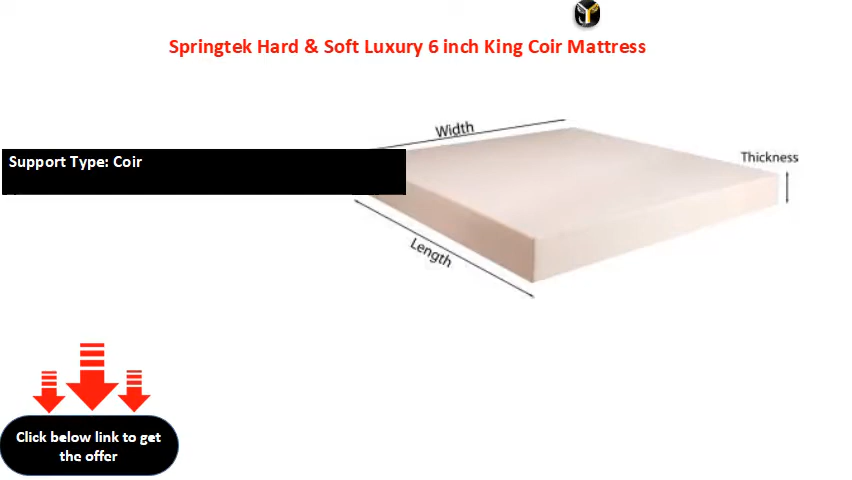 Springtek Hard & Soft Luxury 6 inch King Coir Mattress
Width
Support Type: Coir
Thickness
Length
Click below link to get
the offer